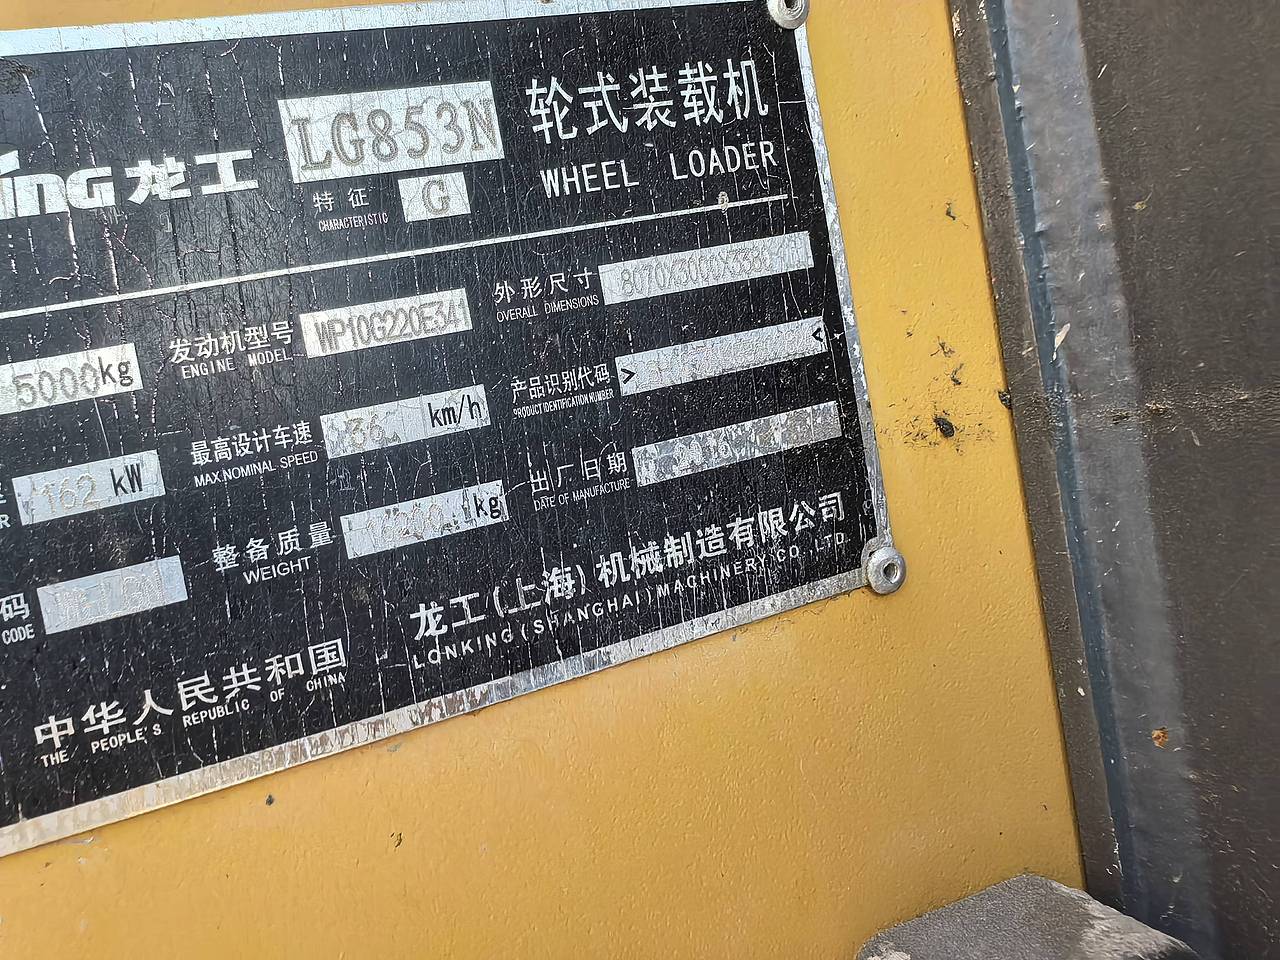 ing 龙工
LG853N
轮式装载机
特征 G
CHARACTERISTIC
WHEEL LOADER
5000kg
发动机型号 WP10G220E341
ENGINE MODEL
外形尺寸
OVERALL DIMENSIONS
162 kW
最高设计车速 36 km/h
MAX.NOMINAL SPEED
产品识别代码 > <
PRODUCT IDENTIFICATION NUMBER
码
CODE
整备质量 kg
WEIGHT
出厂日期
DATE OF MANUFACTURE
中华人民共和国
THE PEOPLE'S REPUBLIC OF CHINA
龙工(上海)机械制造有限公司
LONKING(SHANGHAI)MACHINERY CO.,LTD.